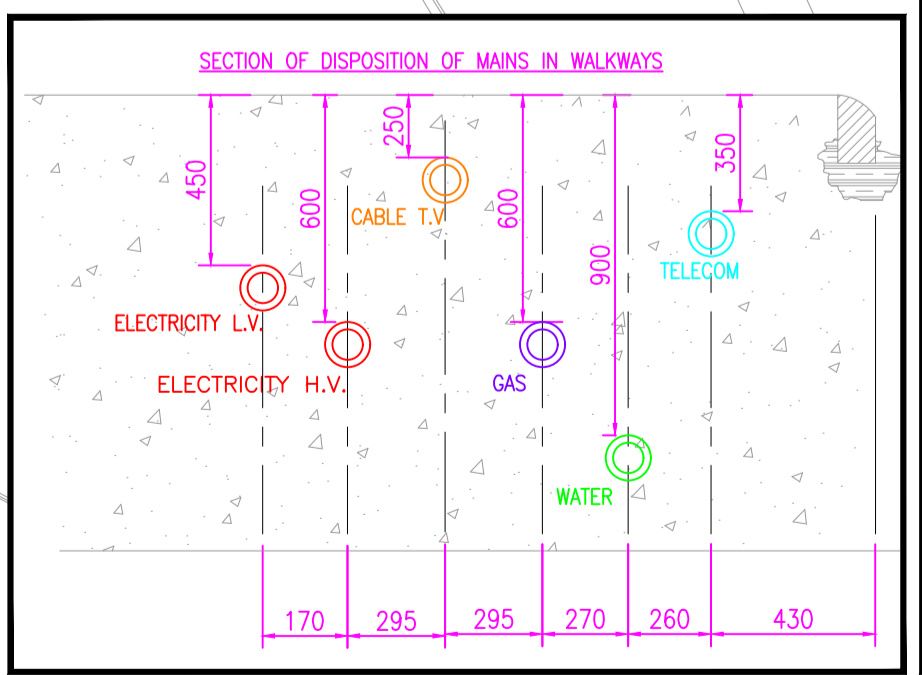 SECTION OF DISPOSITION OF MAINS IN WALKWAYS
450
600
250
600
900
350
CABLE T.V
TELECOM
ELECTRICITY L.V.
ELECTRICITY H.V.
GAS
WATER
170
295
295
270
260
430